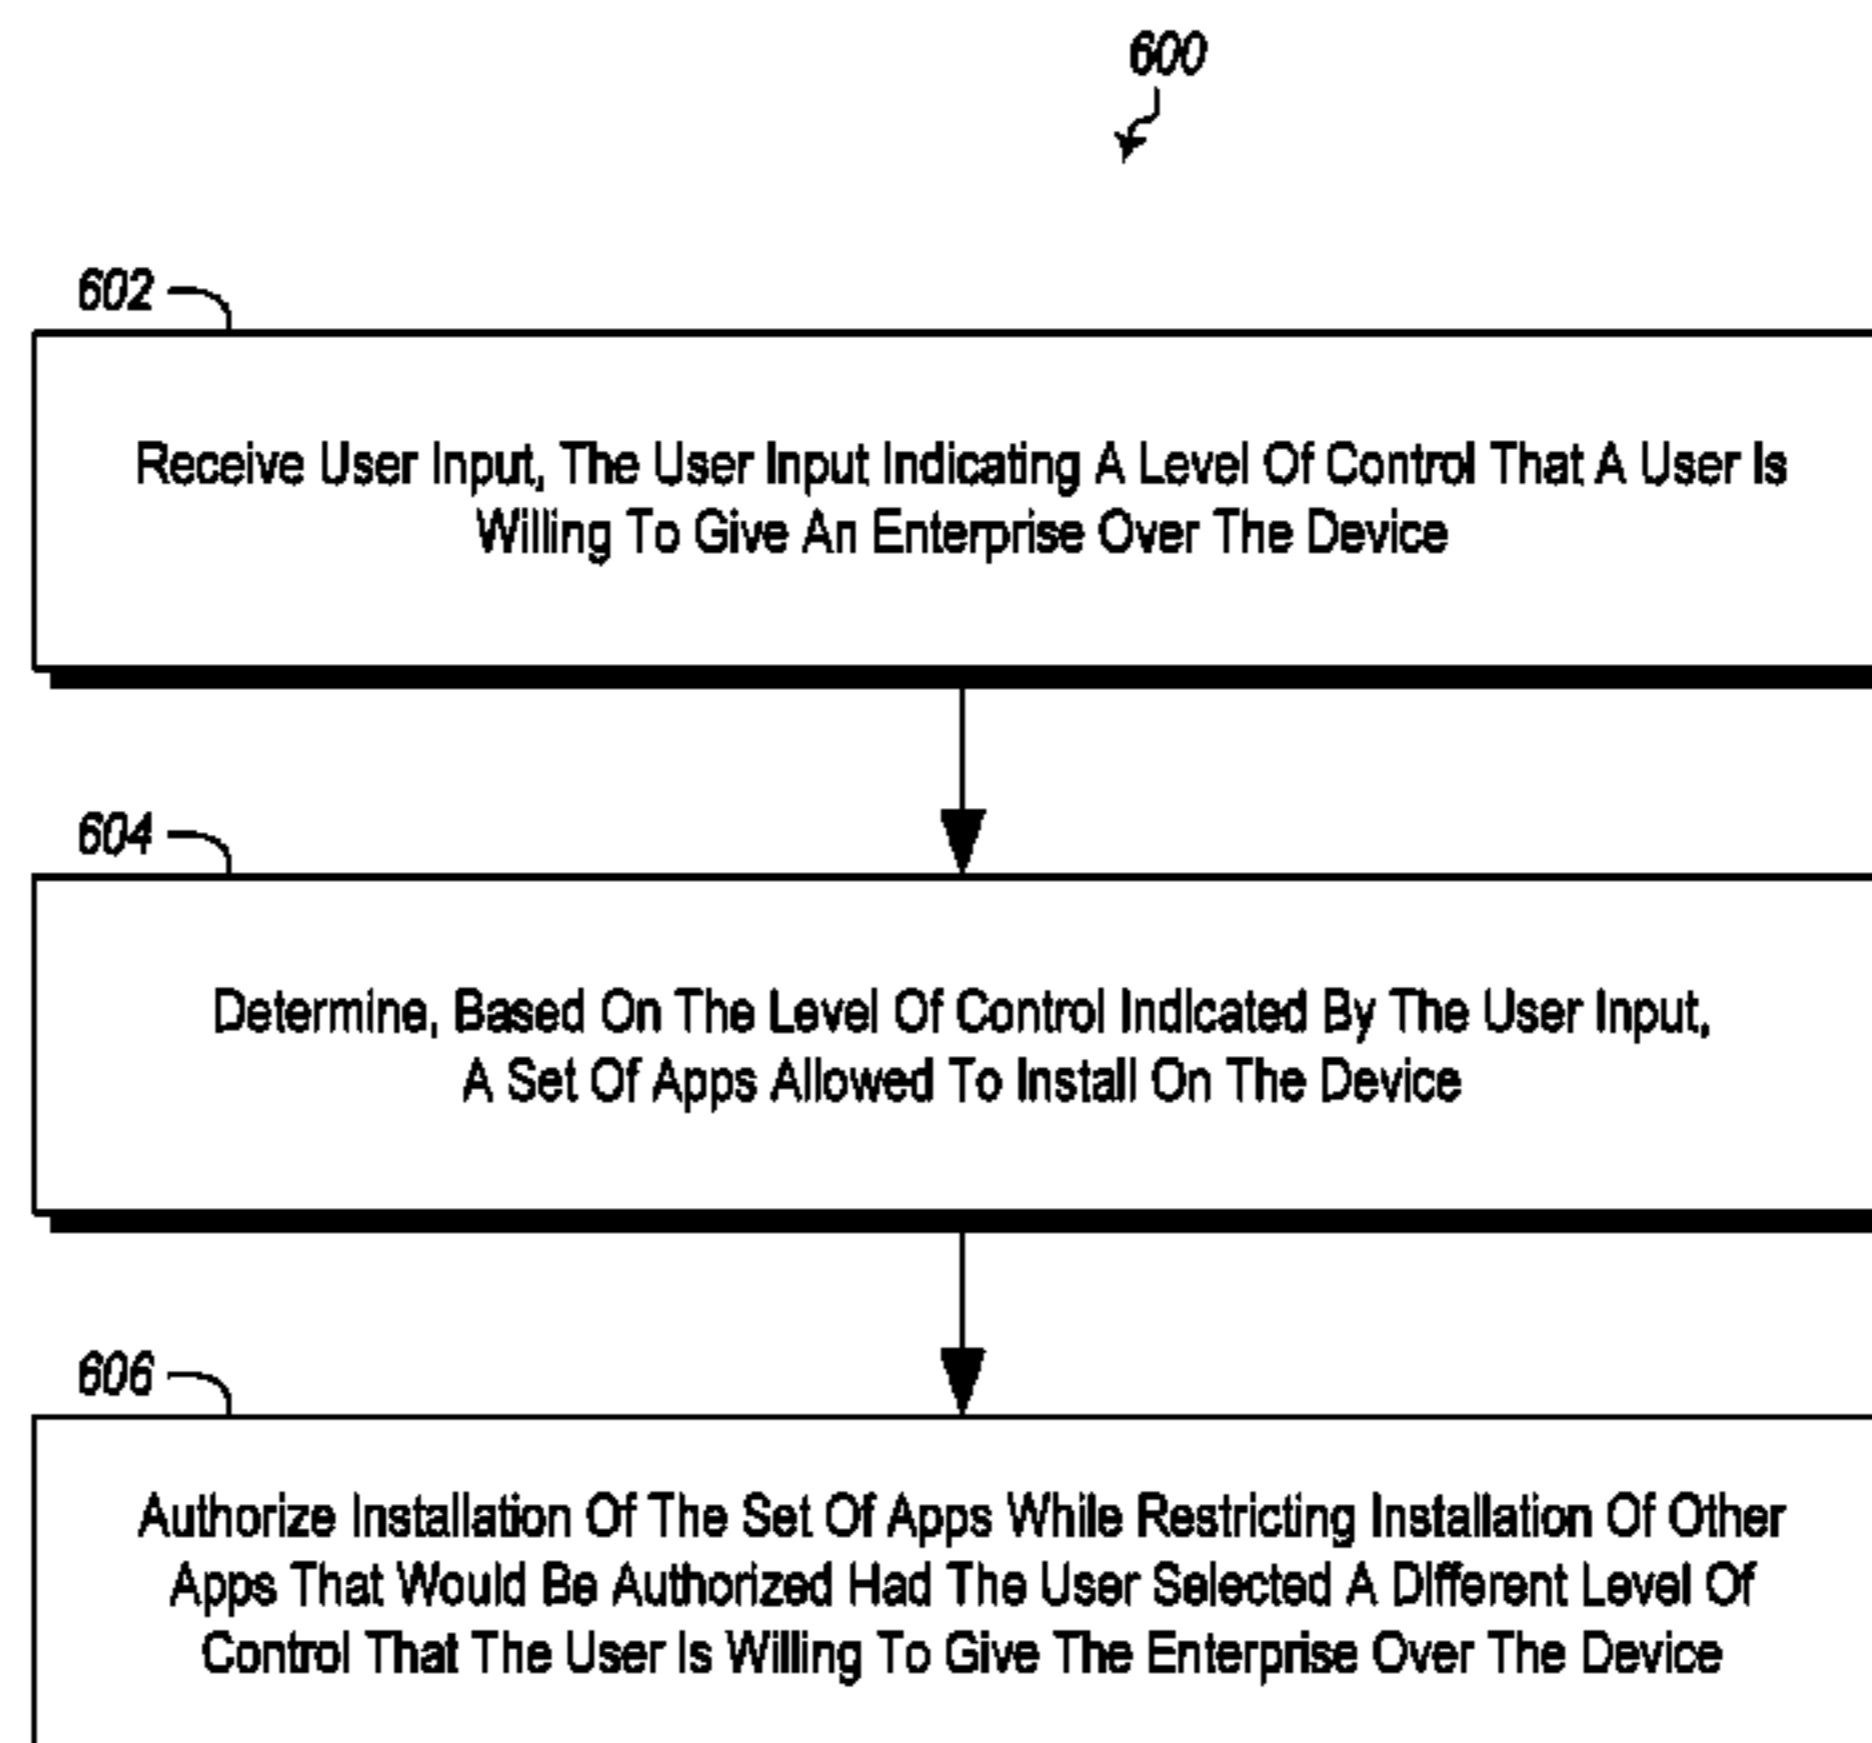 600
602
Receive User Input, The User Input Indicating A Level Of Control That A User Is
Willing To Give An Enterprise Over The Device
604
Determine, Based On The Level Of Control Indicated By The User Input,
A Set Of Apps Allowed To Install On The Device
606
Authorize Installation Of The Set Of Apps While Restricting Installation Of Other
Apps That Would Be Authorized Had The User Selected A Different Level Of
Control That The User Is Willing To Give The Enterprise Over The Device